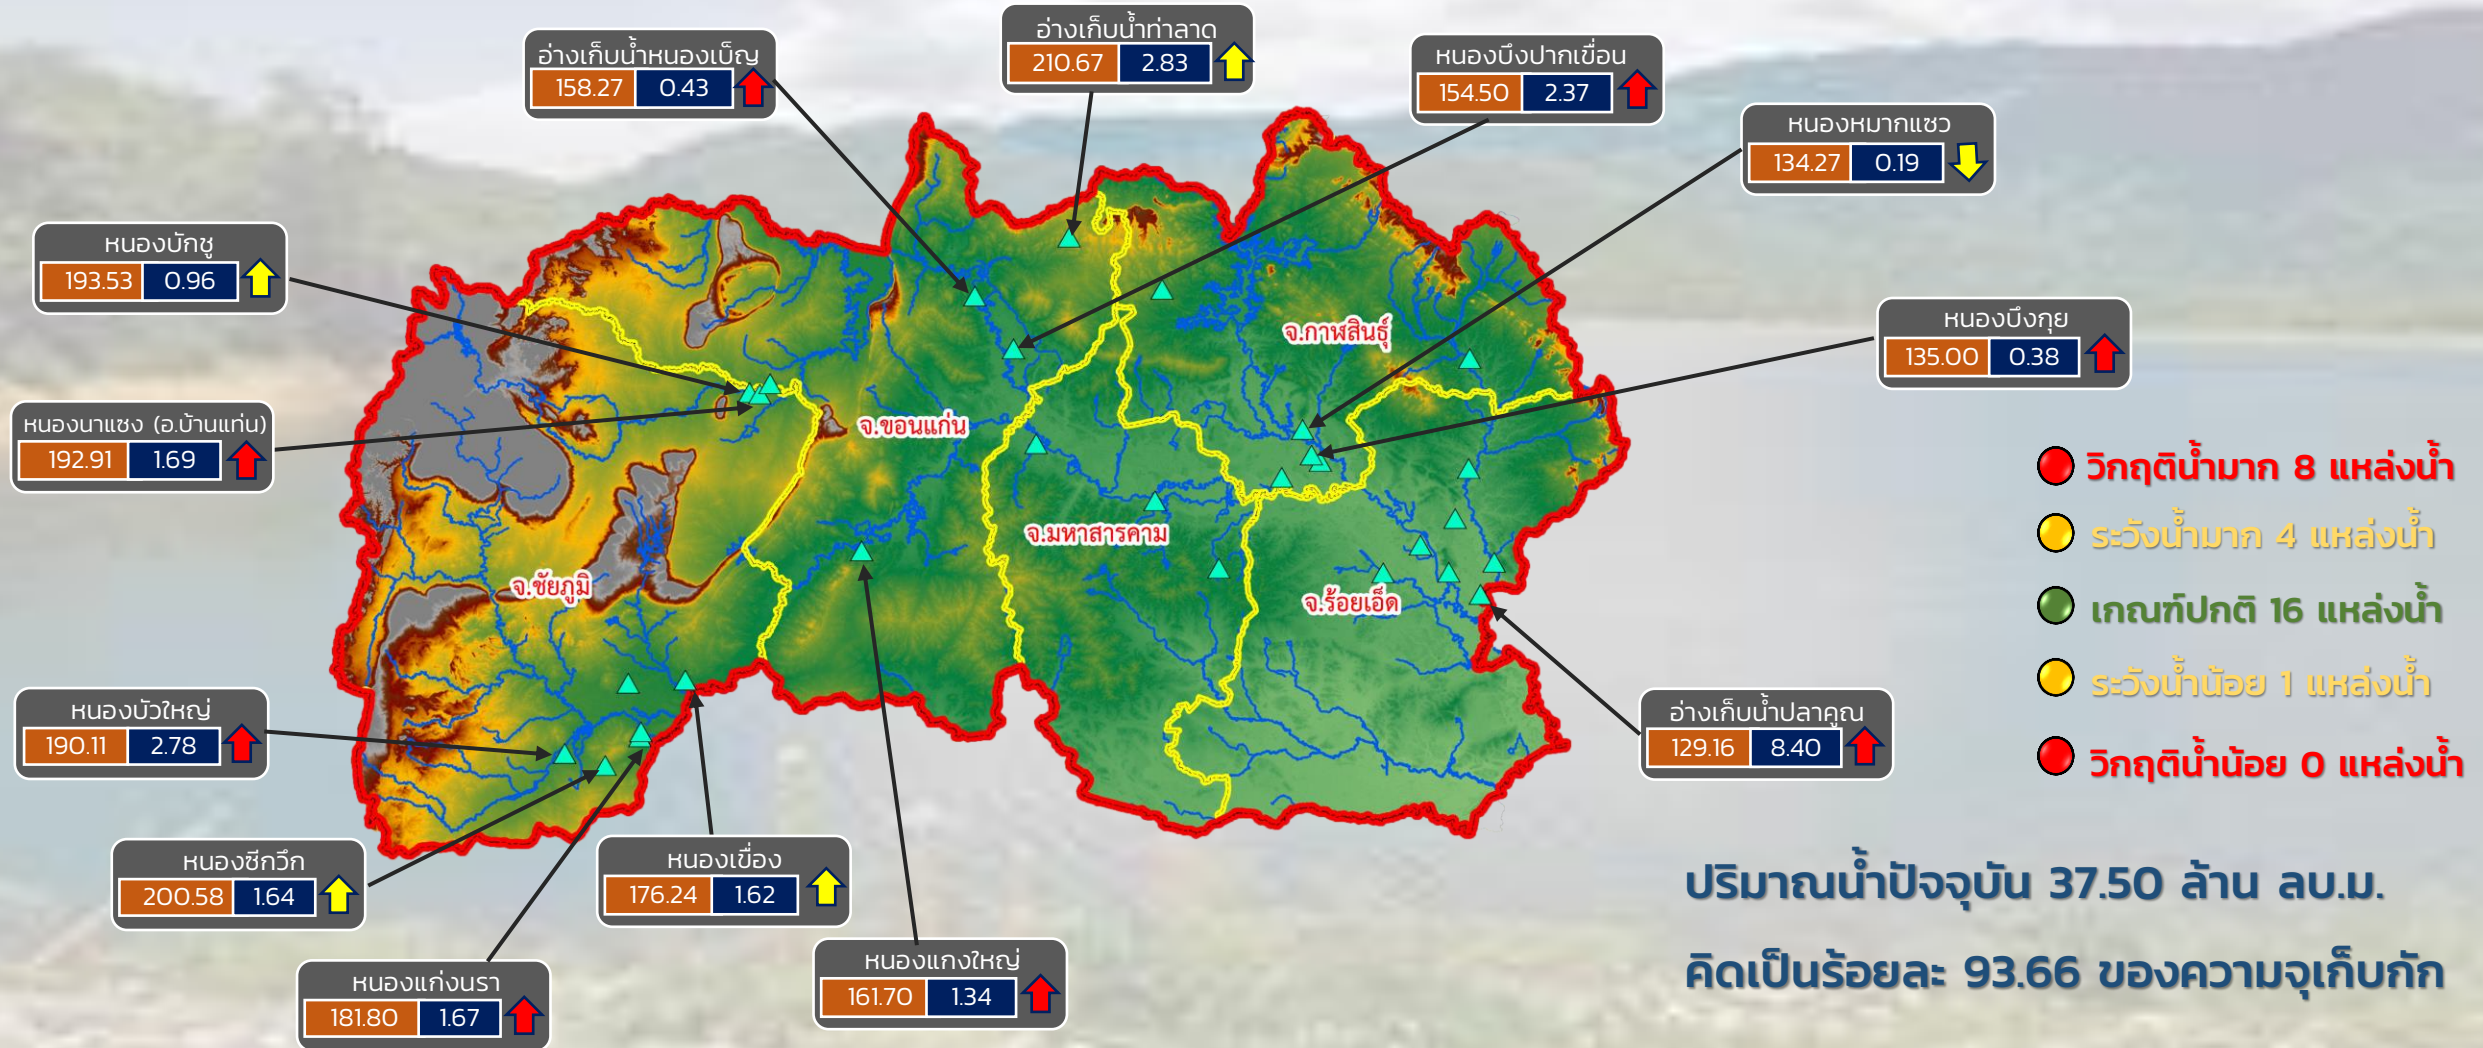 อ่างเก็บน้ำท่าลาด
210.67 2.83
อ่างเก็บน้ำหนองเบ็ญ
158.27 0.43
หนองบึงปากเขื่อน
154.50 2.37
หนองหมากแซว
134.27 0.19
หนองบักชู
193.53 0.96
หนองบึงกุย
135.00 0.38
จ.กาฬสินธุ์
หนองนาแซง (อ.บ้านแท่น)
192.91 1.69
จ.ขอนแก่น
จ.มหาสารคาม
จ.ชัยภูมิ
จ.ร้อยเอ็ด
วิกฤติน้ำมาก 8 แหล่งน้ำ
ระวังน้ำมาก 4 แหล่งน้ำ
เกณฑ์ปกติ 16 แหล่งน้ำ
ระวังน้ำน้อย 1 แหล่งน้ำ
วิกฤติน้ำน้อย 0 แหล่งน้ำ
หนองบัวใหญ่
190.11 2.78
อ่างเก็บน้ำปลาคูณ
129.16 8.40
หนองซีกวึก
200.58 1.64
หนองเขื่อง
176.24 1.62
หนองแก่งนรา
181.80 1.67
หนองแกงใหญ่
161.70 1.34
ปริมาณน้ำปัจจุบัน 37.50 ล้าน ลบ.ม.
คิดเป็นร้อยละ 93.66 ของความจุเก็บกัก